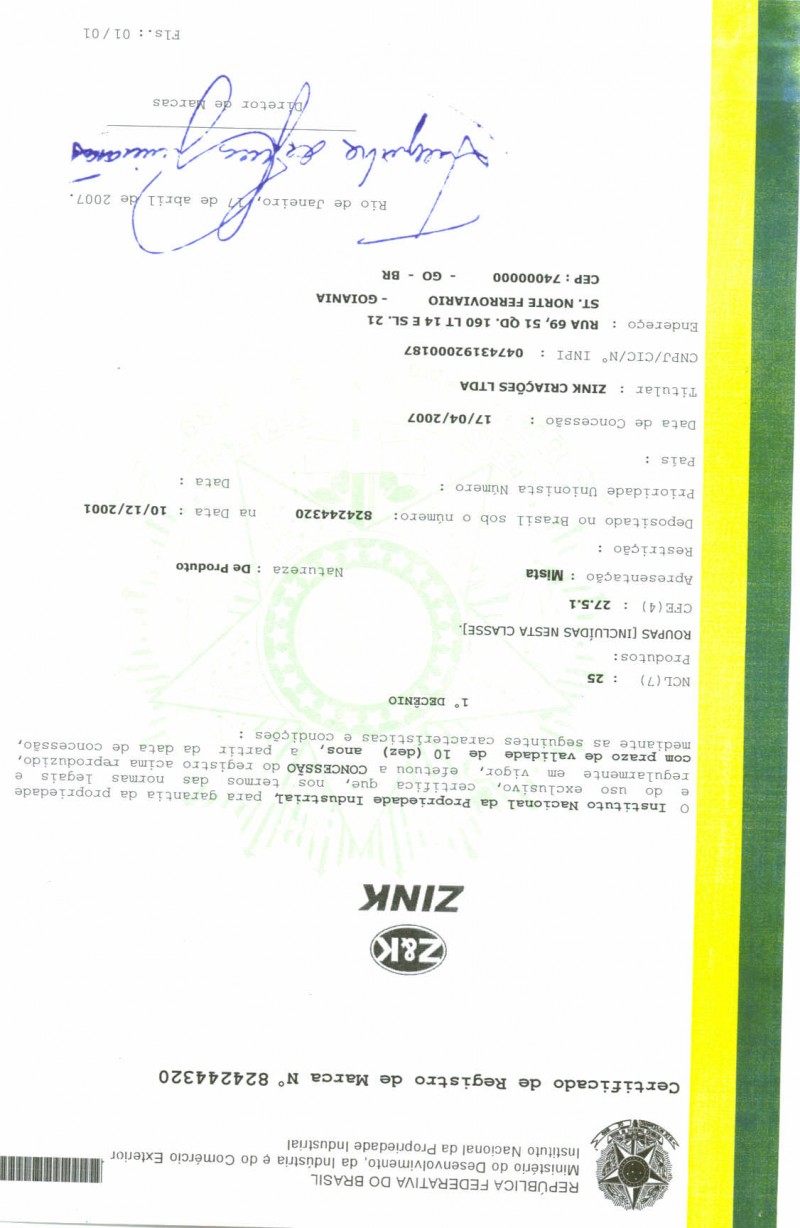 REPÚBLICA FEDERATIVA DO BRASIL
Ministério do Desenvolvimento, da Indústria e do Comércio Exterior
Instituto Nacional da Propriedade Industrial
Certificado de Registro de Marca N° 824244320
Z&K
ZINK
O Instituto Nacional da Propriedade Industrial, para garantia da propriedade
e do uso exclusivo, certifica que, nos termos das normas legais e
regularmente em vigor, efetuou a CONCESSÃO do registro acima reproduzido,
com prazo de validade de 10 (dez) anos, a partir da data de concessão,
mediante as seguintes características e condições :
1° DECÊNIO
NCL(7) : 25
Produtos:
ROUPAS [INCLUÍDAS NESTA CLASSE].
CFE(4) : 27.5.1
Apresentação : Mista Natureza : De Produto
Restrição :
Depositado no Brasil sob o número: 824244320 na Data : 10/12/2001
Prioridade Unionista Número : Data :
País :
Data de Concessão : 17/04/2007
Titular : ZINK CRIAÇÕES LTDA
CNPJ/CIC/N° INPI : 04743192000187
Endereço : RUA 69, 51 QD. 160 LT 14 E SL. 21
ST. NORTE FERROVIARIO - GOIANIA
CEP: 74000000 - GO - BR
Rio de Janeiro, 17 de abril de 2007.
Diretor de Marcas
Fls.: 01/01